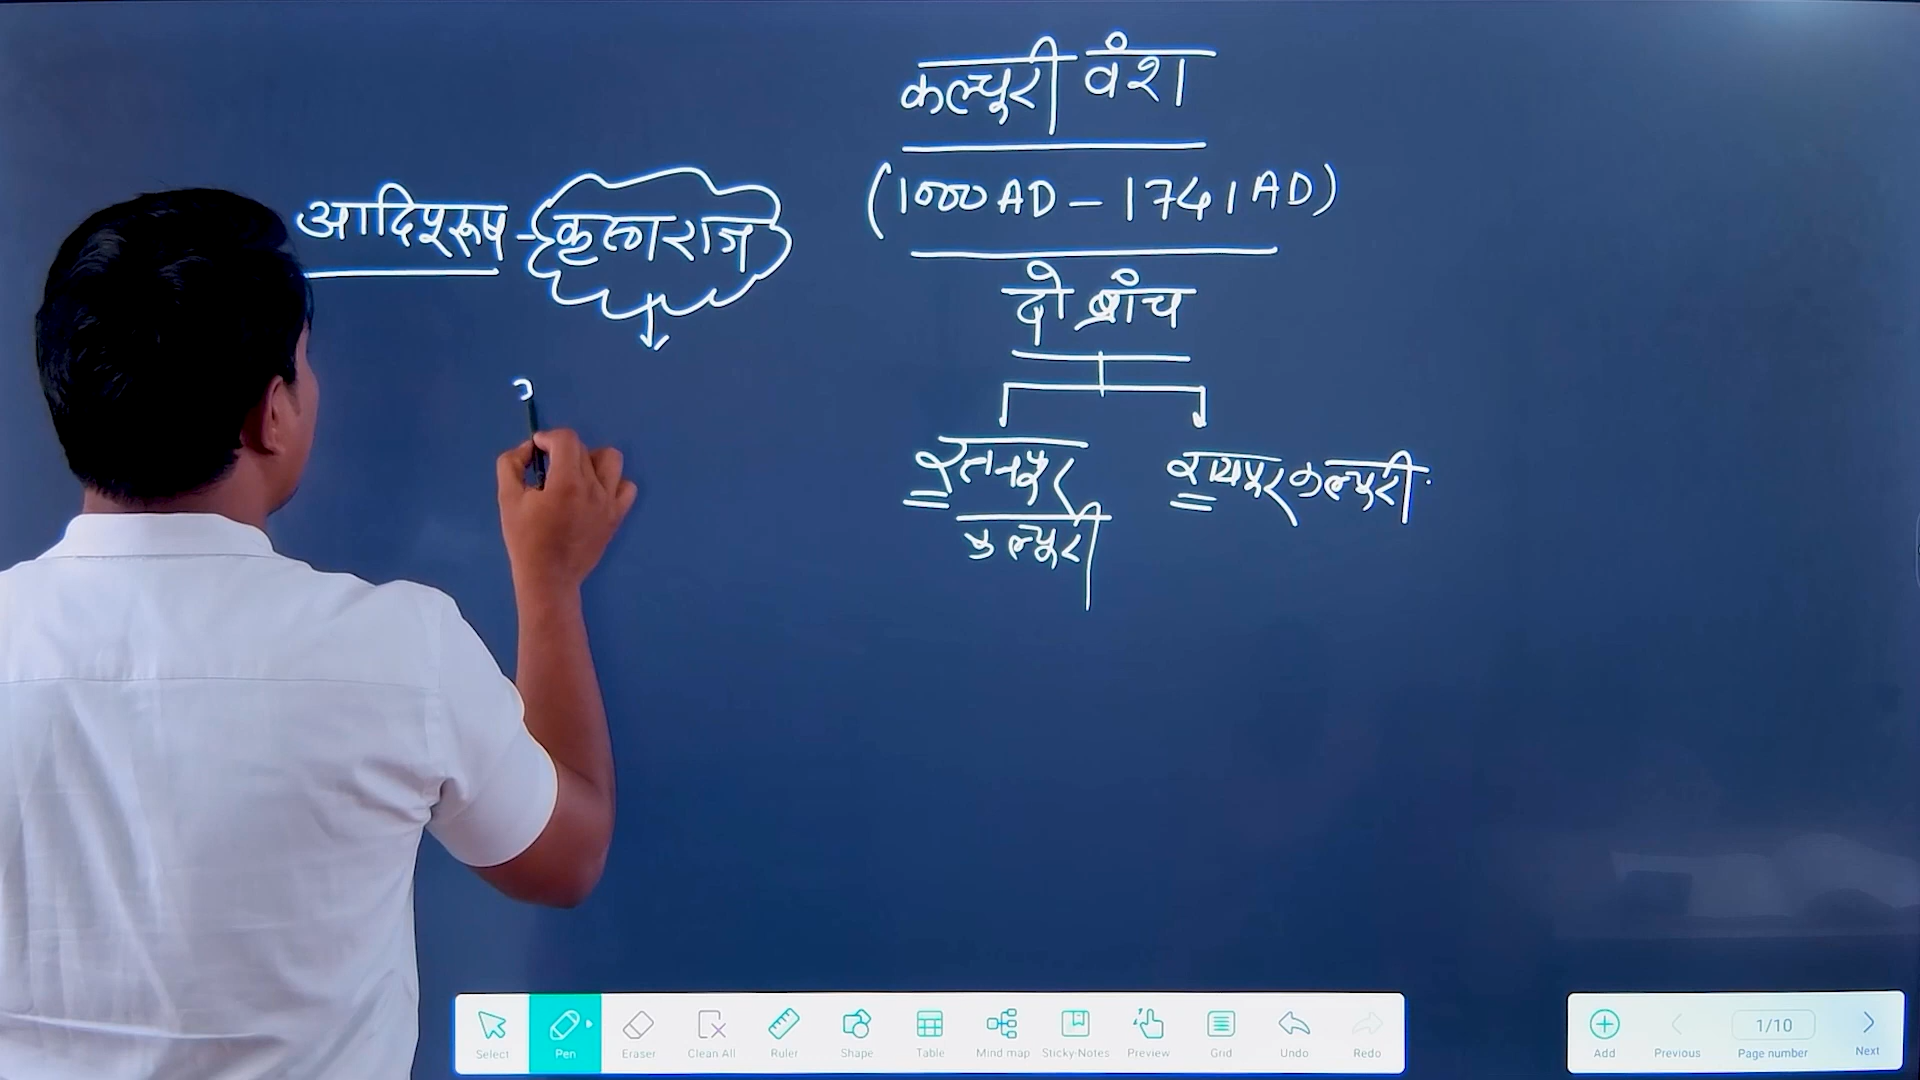 कल्चुरी वंश
(1000 AD - 1741 AD)
आदिपुरूष - कृष्णराज
दो ब्रांच
रतनपुर
कल्चुरी
रायपुर कल्चुरी
Select
Pen
Eraser
Clean All
Ruler
Shape
Table
Mind map
Sticky-Notes
Preview
Grid
Undo
Redo
Add
Previous
1/10
Page number
Next